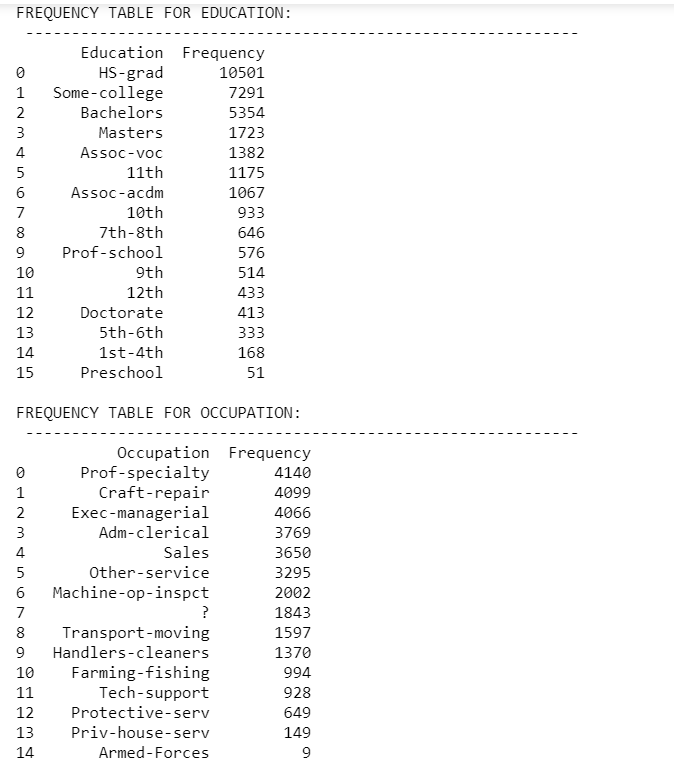 FREQUENCY TABLE FOR EDUCATION:
------------------------------------------------------------
Education Frequency
0 HS-grad 10501
1 Some-college 7291
2 Bachelors 5354
3 Masters 1723
4 Assoc-voc 1382
5 11th 1175
6 Assoc-acdm 1067
7 10th 933
8 7th-8th 646
9 Prof-school 576
10 9th 514
11 12th 433
12 Doctorate 413
13 5th-6th 333
14 1st-4th 168
15 Preschool 51
FREQUENCY TABLE FOR OCCUPATION:
------------------------------------------------------------
Occupation Frequency
0 Prof-specialty 4140
1 Craft-repair 4099
2 Exec-managerial 4066
3 Adm-clerical 3769
4 Sales 3650
5 Other-service 3295
6 Machine-op-inspct 2002
7 ? 1843
8 Transport-moving 1597
9 Handlers-cleaners 1370
10 Farming-fishing 994
11 Tech-support 928
12 Protective-serv 649
13 Priv-house-serv 149
14 Armed-Forces 9